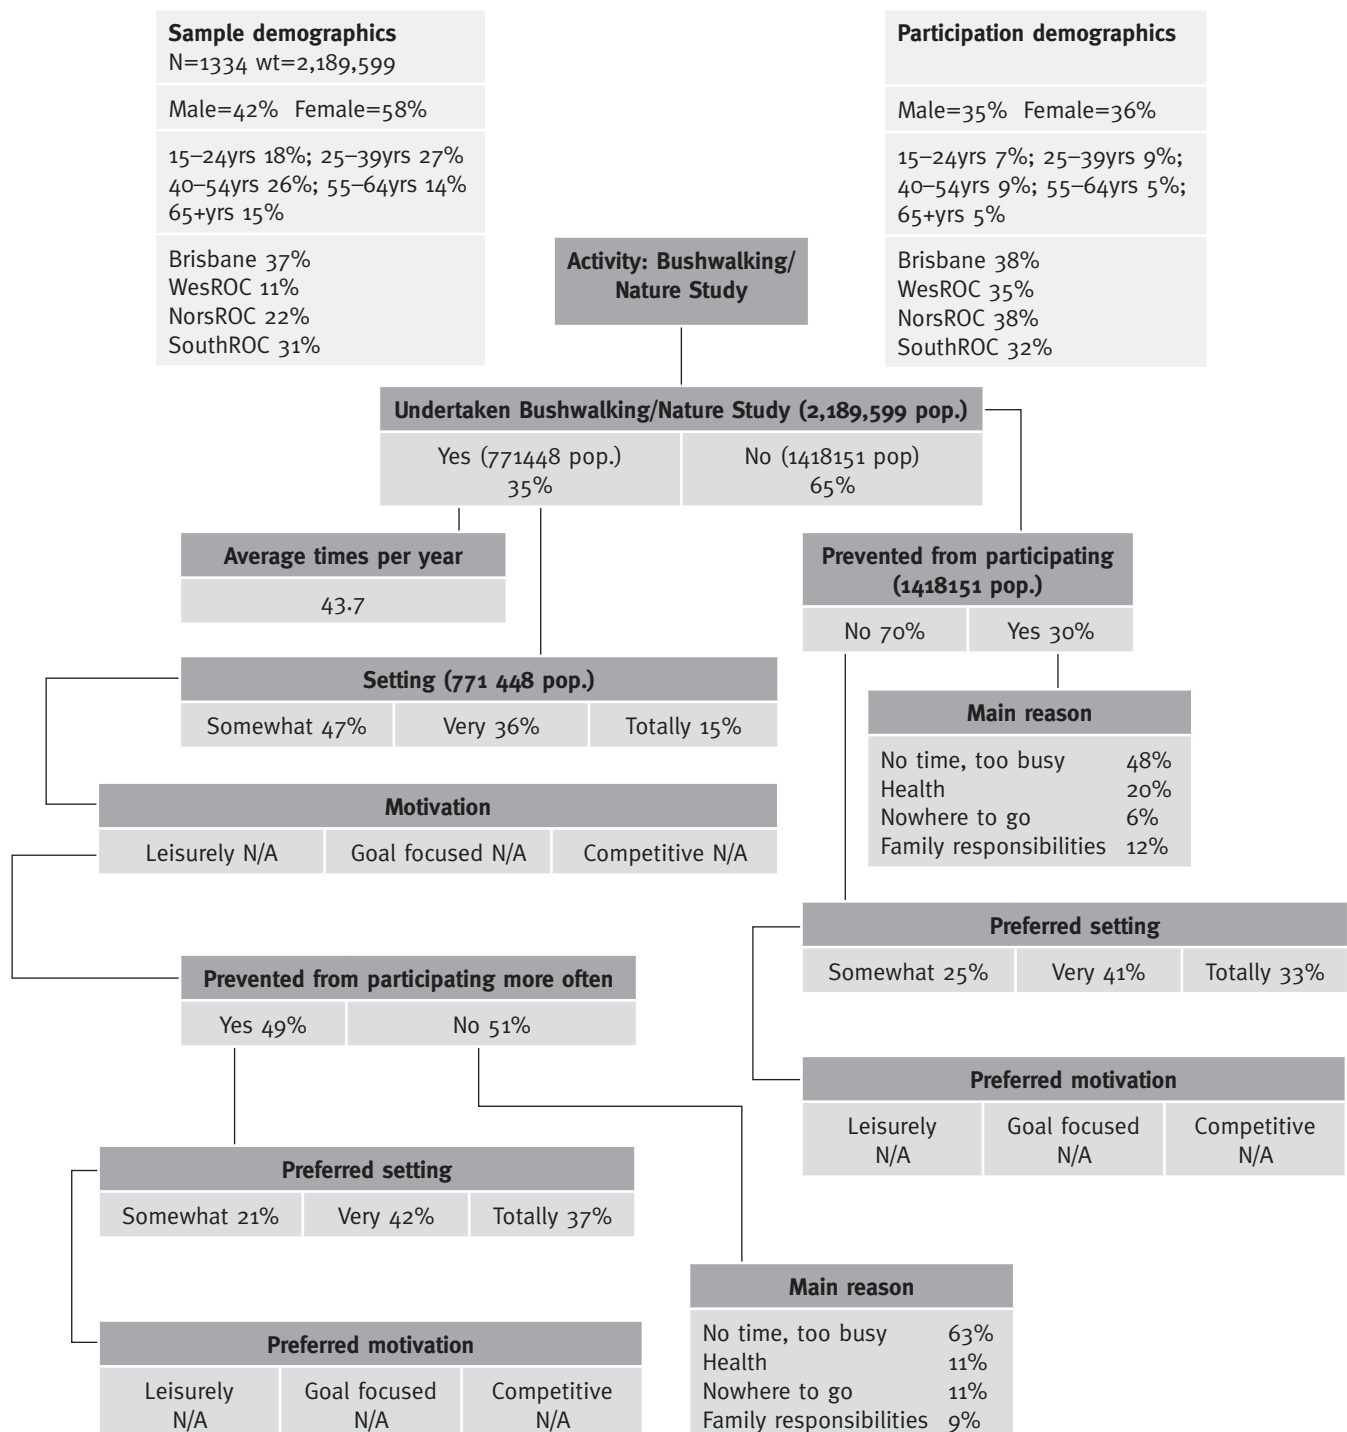 Sample demographics
N=1334 wt=2,189,599
Male=42% Female=58%
15–24yrs 18%; 25–39yrs 27%
40–54yrs 26%; 55–64yrs 14%
65+yrs 15%
Brisbane 37%
WesROC 11%
NorsROC 22%
SouthROC 31%
Participation demographics
Male=35% Female=36%
15–24yrs 7%; 25–39yrs 9%;
40–54yrs 9%; 55–64yrs 5%;
65+yrs 5%
Brisbane 38%
WesROC 35%
NorsROC 38%
SouthROC 32%
Activity: Bushwalking/
Nature Study
Undertaken Bushwalking/Nature Study (2,189,599 pop.)
Yes (771448 pop.)
35%
No (1418151 pop)
65%
Average times per year
43.7
Prevented from participating
(1418151 pop.)
No 70%
Yes 30%
Setting (771 448 pop.)
Somewhat 47%
Very 36%
Totally 15%
Main reason
No time, too busy 48%
Health 20%
Nowhere to go 6%
Family responsibilities 12%
Motivation
Leisurely N/A
Goal focused N/A
Competitive N/A
Preferred setting
Somewhat 25%
Very 41%
Totally 33%
Prevented from participating more often
Yes 49%
No 51%
Preferred motivation
Leisurely
N/A
Goal focused
N/A
Competitive
N/A
Preferred setting
Somewhat 21%
Very 42%
Totally 37%
Main reason
No time, too busy 63%
Health 11%
Nowhere to go 11%
Family responsibilities 9%
Preferred motivation
Leisurely
N/A
Goal focused
N/A
Competitive
N/A